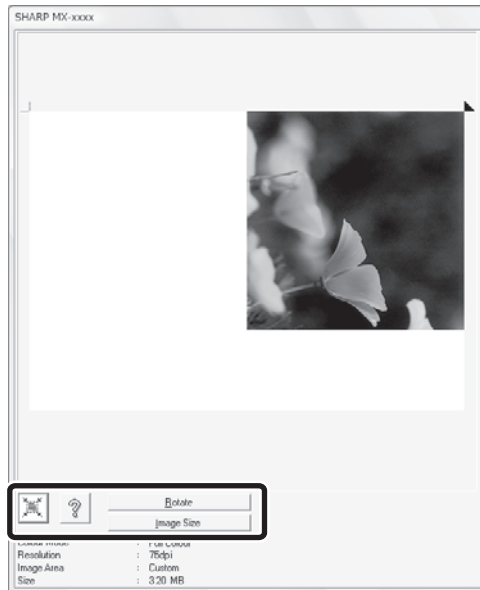 SHARP MX-xxxx
?
Rotate
Image Size
Colour Mode : Full Colour
Resolution : 75dpi
Image Area : Custom
Size : 3.20 MB